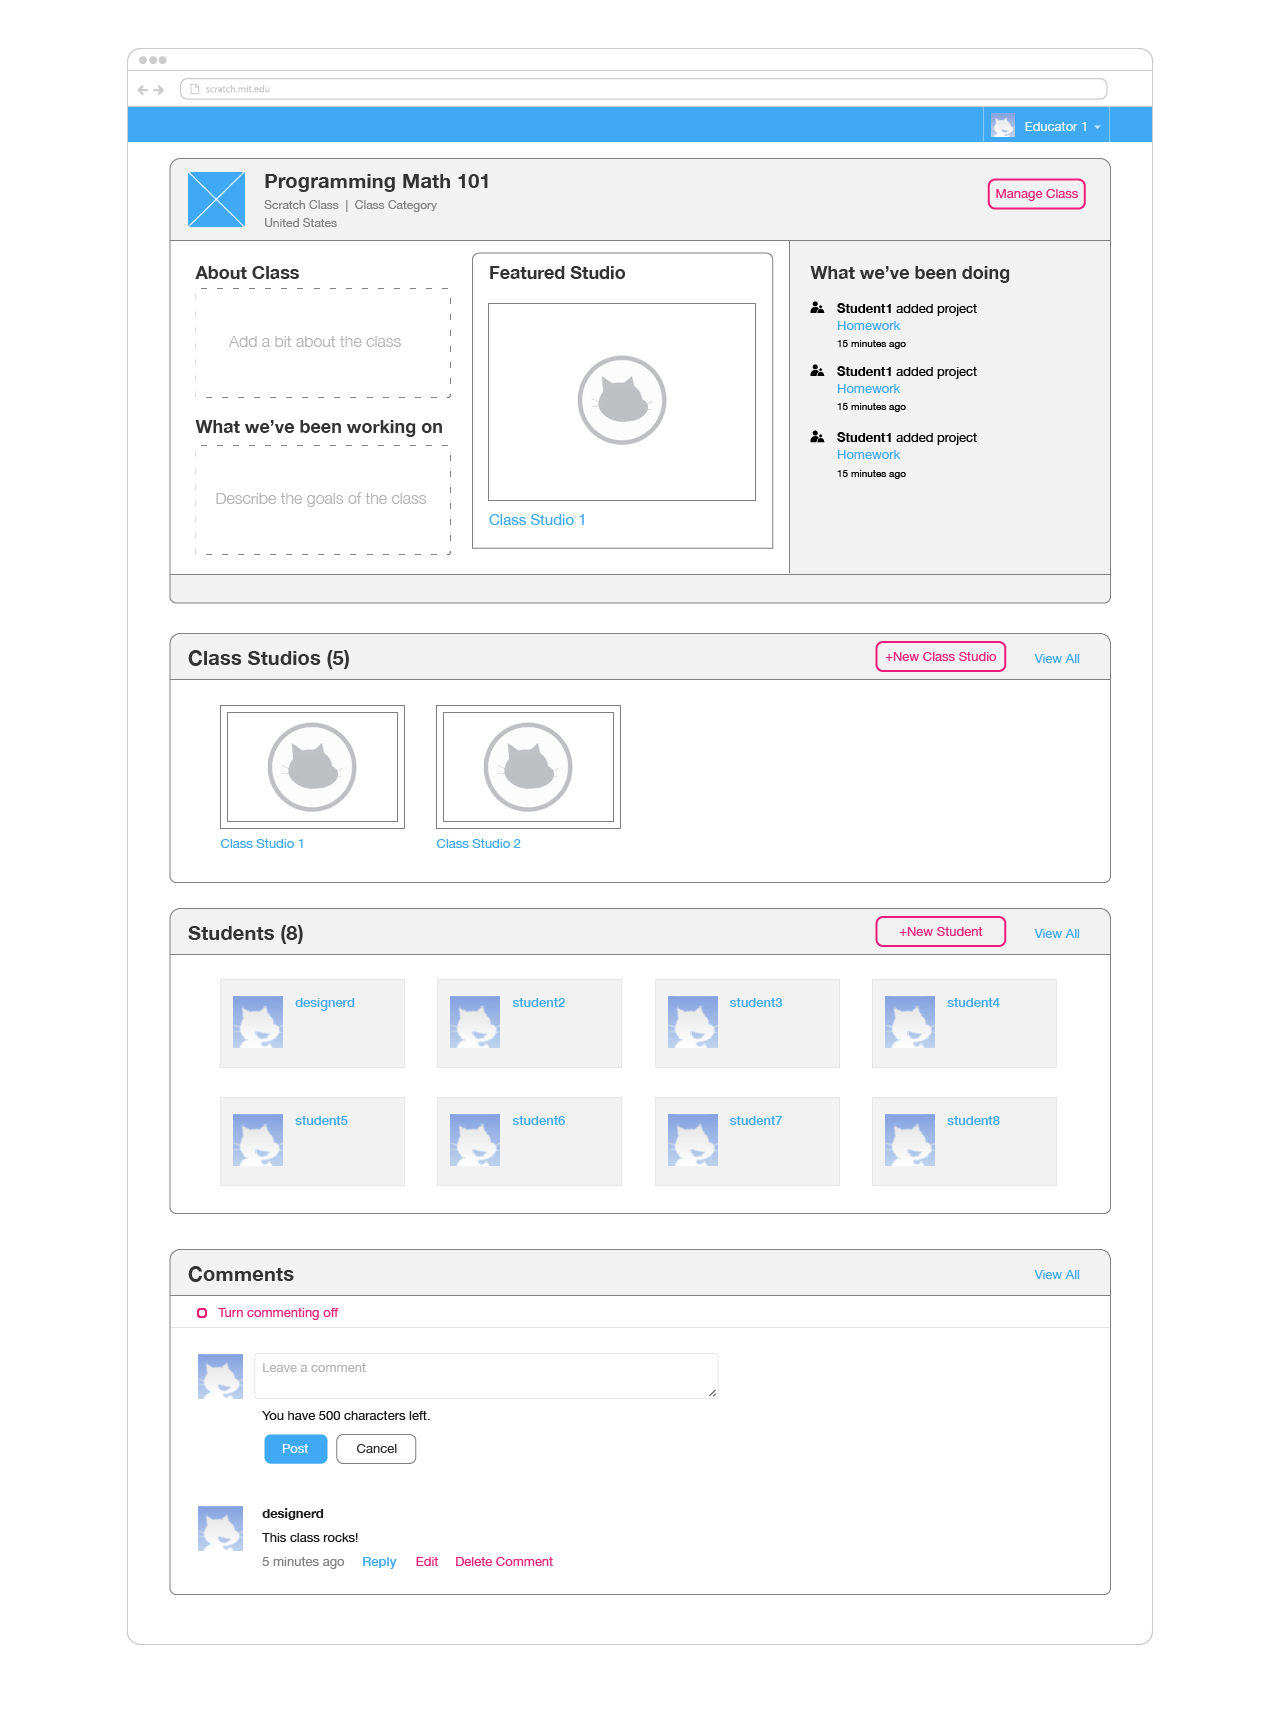 scratch.mit.edu
Educator 1
Programming Math 101
Scratch Class | Class Category
United States
Manage Class
About Class
Add a bit about the class
What we've been working on
Describe the goals of the class
Featured Studio
Class Studio 1
What we've been doing
Student1 added project
Homework
15 minutes ago
Student1 added project
Homework
15 minutes ago
Student1 added project
Homework
15 minutes ago
Class Studios (5)
+New Class Studio
View All
Class Studio 1
Class Studio 2
Students (8)
+New Student
View All
designerd
student2
student3
student4
student5
student6
student7
student8
Comments
View All
Turn commenting off
Leave a comment
You have 500 characters left.
Post
Cancel
designerd
This class rocks!
5 minutes ago Reply Edit Delete Comment